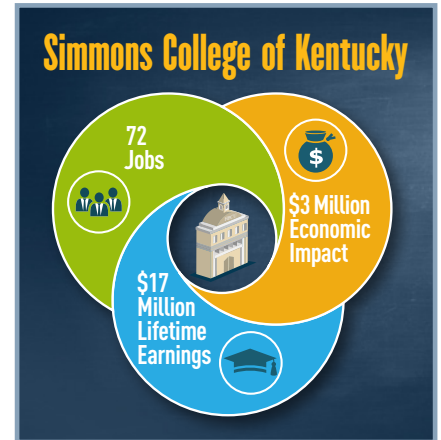 Simmons College of Kentucky
72
Jobs
$
$3 Million
Economic
Impact
$17
Million
Lifetime
Earnings